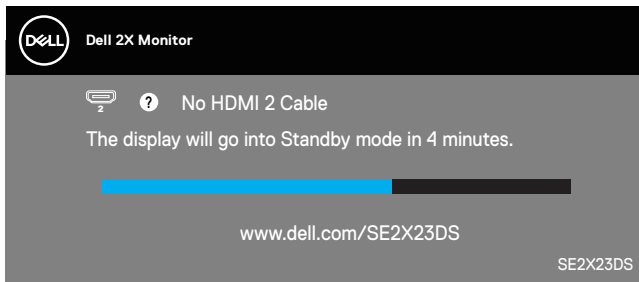 DELL
Dell 2X Monitor
2 ? No HDMI 2 Cable
The display will go into Standby mode in 4 minutes.
www.dell.com/SE2X23DS
SE2X23DS